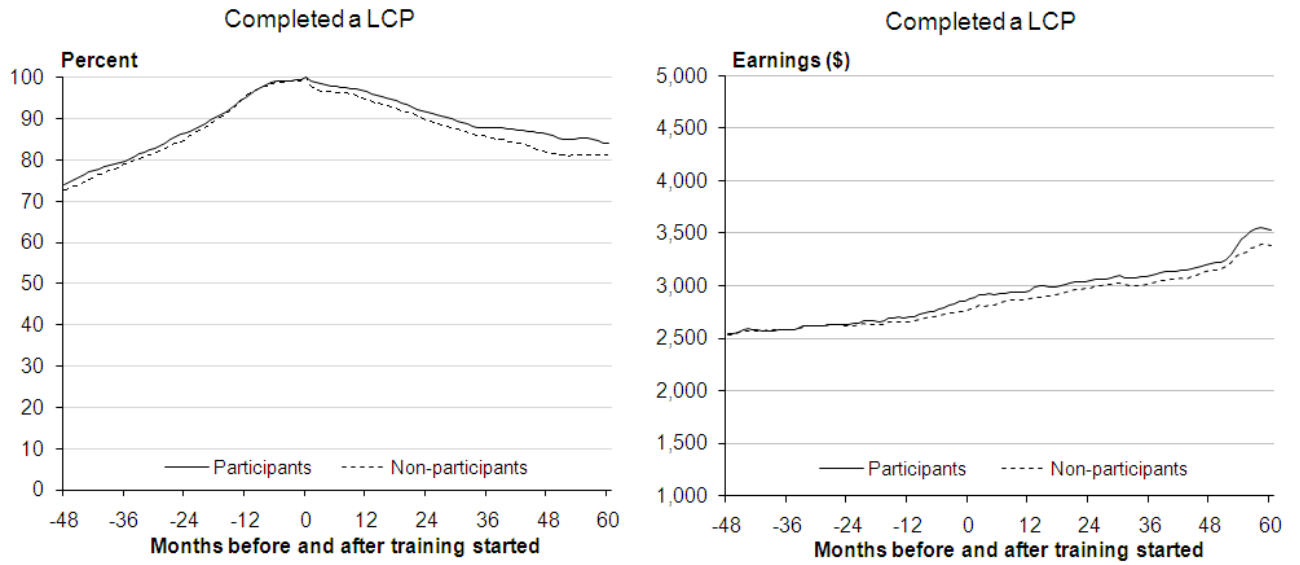 Completed a LCP
Percent
100
90
80
70
60
50
40
30
20
10
0
Participants Non-participants
-48 -36 -24 -12 0 12 24 36 48 60
Months before and after training started
Completed a LCP
Earnings ($)
5,000
4,500
4,000
3,500
3,000
2,500
2,000
1,500
1,000
Participants Non-participants
-48 -36 -24 -12 0 12 24 36 48 60
Months before and after training started